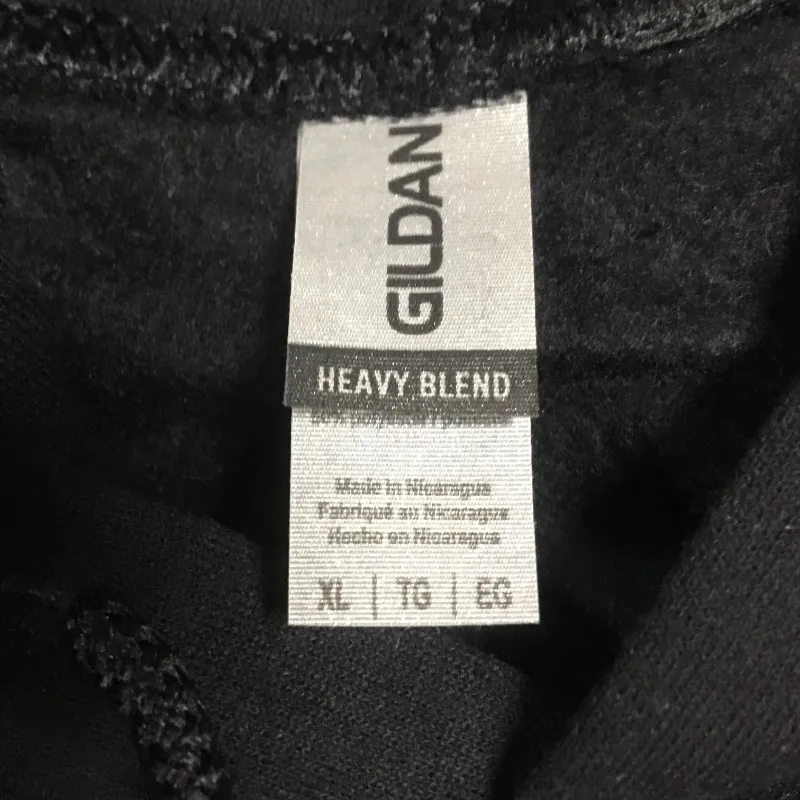 GILDAN
HEAVY BLEND
Made in Nicaragua
Fabriqué au Nicaragua
Hecho en Nicaragua
XL | TG | EG